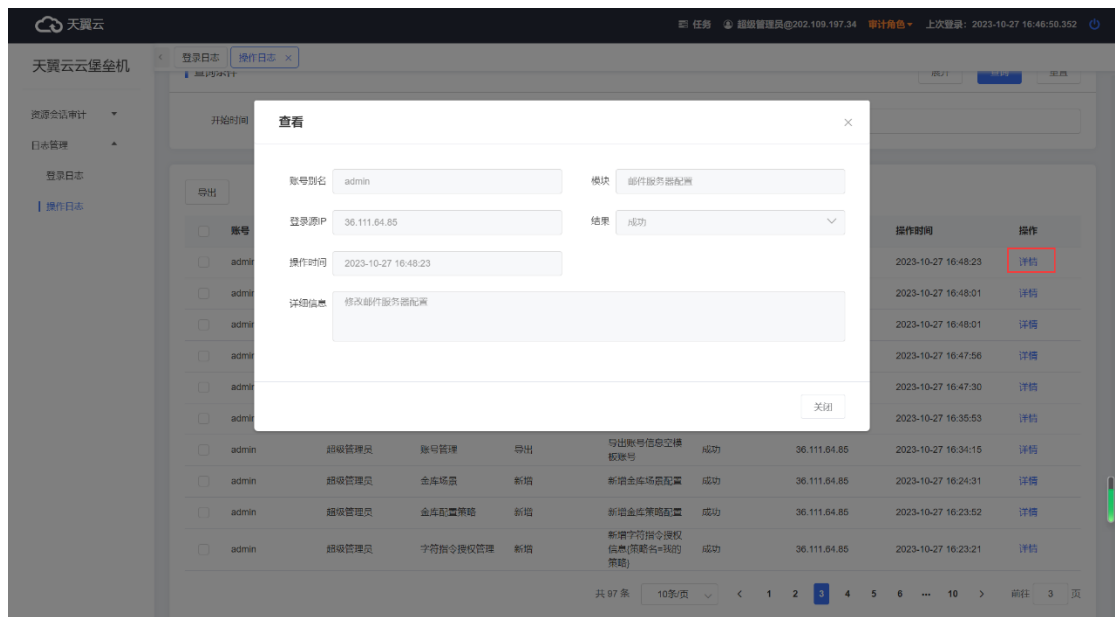 天翼云
任务 超级管理员@202.109.197.34 审计角色 上次登录: 2023-10-27 16:46:50.352
天翼云云堡垒机
登录日志 操作日志 ×
查询条件
资源会话审计
开始时间
查看
日志管理
登录日志
操作日志
账号别名 admin 模块 邮件服务器配置
导出
登录源IP 36.111.64.85 结果 成功
账号 操作时间 操作
操作时间 2023-10-27 16:48:23
admin 2023-10-27 16:48:23 详情
详细信息 修改邮件服务器配置
admin 2023-10-27 16:48:01 详情
admin 2023-10-27 16:48:01 详情
admin 2023-10-27 16:47:56 详情
admin 2023-10-27 16:47:30 详情
关闭
admin 2023-10-27 16:35:53 详情
admin 超级管理员 账号管理 导出 导出账号信息空模板账号 成功 36.111.64.85 2023-10-27 16:34:15 详情
admin 超级管理员 金库场景 新增 新增金库场景配置 成功 36.111.64.85 2023-10-27 16:24:31 详情
admin 超级管理员 金库配置策略 新增 新增金库策略配置 成功 36.111.64.85 2023-10-27 16:23:52 详情
admin 超级管理员 字符指令授权管理 新增 新增字符指令授权信息(策略名=我的策略) 成功 36.111.64.85 2023-10-27 16:23:21 详情
共 97 条 10条/页 < 1 2 3 4 5 6 ... 10 > 前往 3 页